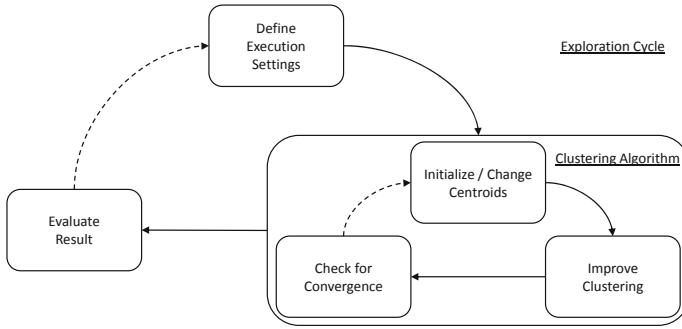 Define
Execution
Settings
Exploration Cycle
Clustering Algorithm
Initialize / Change
Centroids
Evaluate
Result
Check for
Convergence
Improve
Clustering